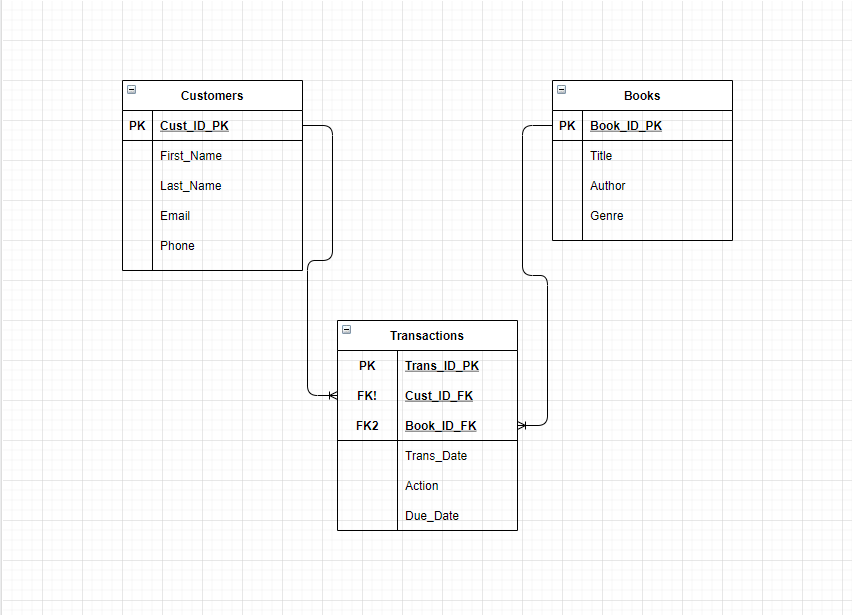 Customers
PK Cust_ID_PK
First_Name
Last_Name
Email
Phone
Books
PK Book_ID_PK
Title
Author
Genre
Transactions
PK Trans_ID_PK
FK! Cust_ID_FK
FK2 Book_ID_FK
Trans_Date
Action
Due_Date